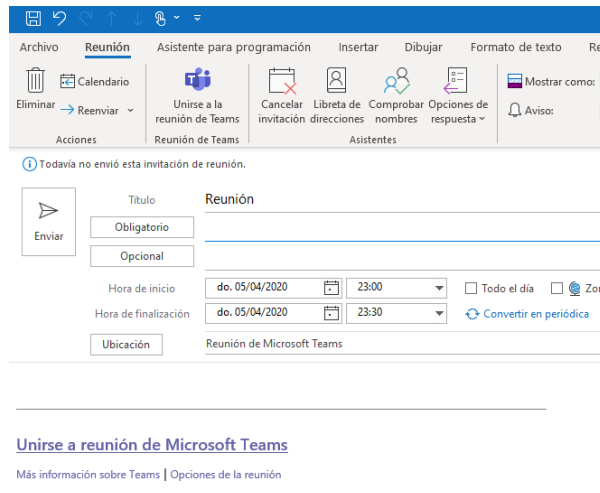 Archivo Reunión Asistente para programación Insertar Dibujar Formato de texto Re
Eliminar
Calendario
Reenviar
Acciones
Unirse a la
reunión de Teams
Reunión de Teams
Cancelar
invitación
Libreta de
direcciones
Comprobar
nombres
Opciones de
respuesta
Asistentes
Mostrar como:
Aviso:
Todavía no envió esta invitación de reunión.
Enviar
Título Reunión
Obligatorio
Opcional
Hora de inicio do. 05/04/2020 23:00 Todo el día Zo
Hora de finalización do. 05/04/2020 23:30 Convertir en periódica
Ubicación Reunión de Microsoft Teams
Unirse a reunión de Microsoft Teams
Más información sobre Teams | Opciones de la reunión